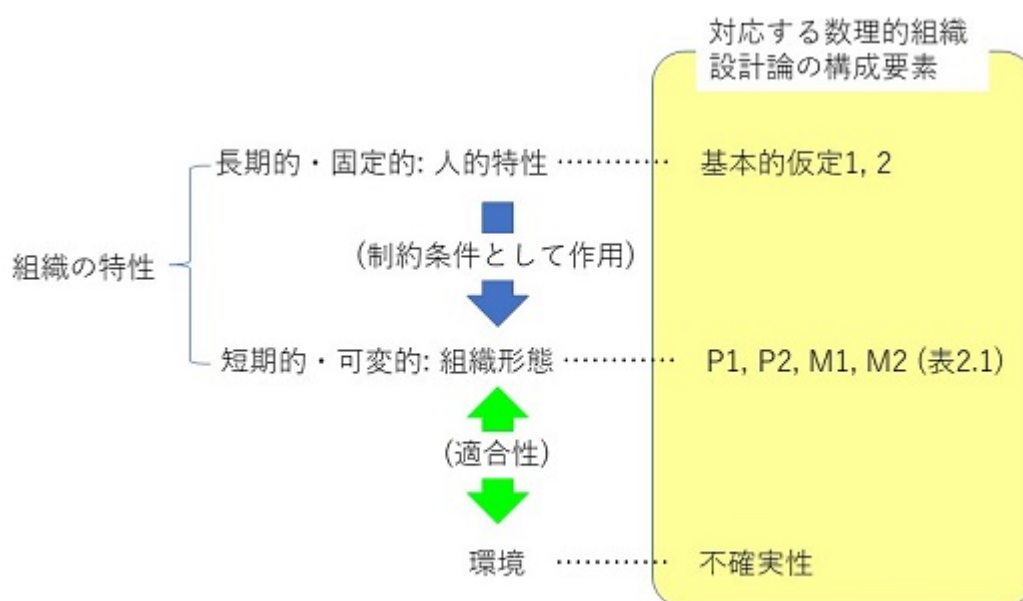 対応する数理的組織
設計論の構成要素
長期的・固定的: 人的特性 ………… 基本的仮定1, 2
(制約条件として作用)
組織の特性
短期的・可変的: 組織形態 ………… P1, P2, M1, M2 (表2.1)
(適合性)
環境 ………… 不確実性